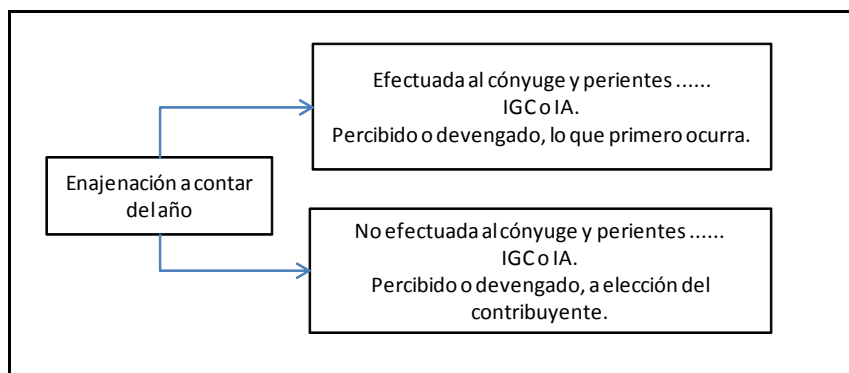 Efectuada al cónyuge y perientes ......
IGC o IA.
Percibido o devengado, lo que primero ocurra.
Enajenación a contar
del año
No efectuada al cónyuge y perientes ......
IGC o IA.
Percibido o devengado, a elección del
contribuyente.